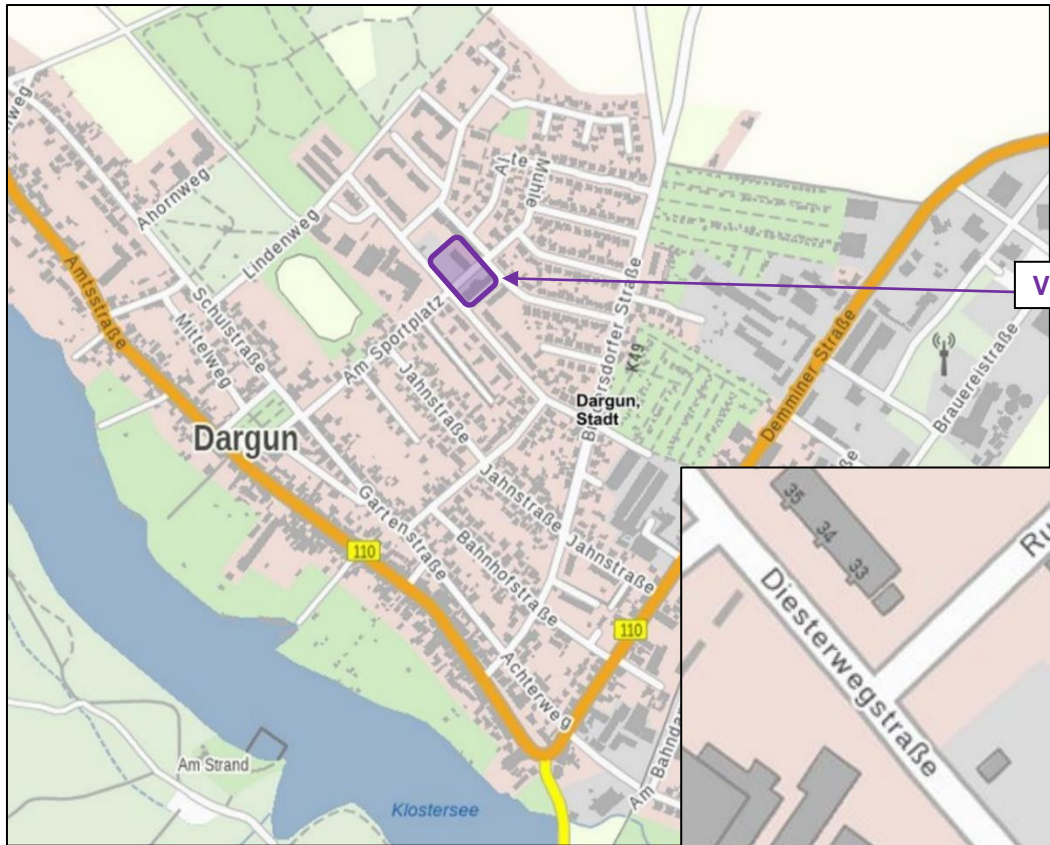 Ahornweg
Lindenweg
Alte
Mühle
Amtsstraße
Schulstraße
Mittelweg
Am Sportplatz
Jahnstraße
K49
V
Demminer Straße
Brauereistraße
Dargun,
Stadt
Dargun
Gartenstraße
Jahnstraße
Jahnstraße
Bahnhofstraße
110
110
Achterweg
Am Strand
Klostersee
35
34
33
Diesterwegstraße